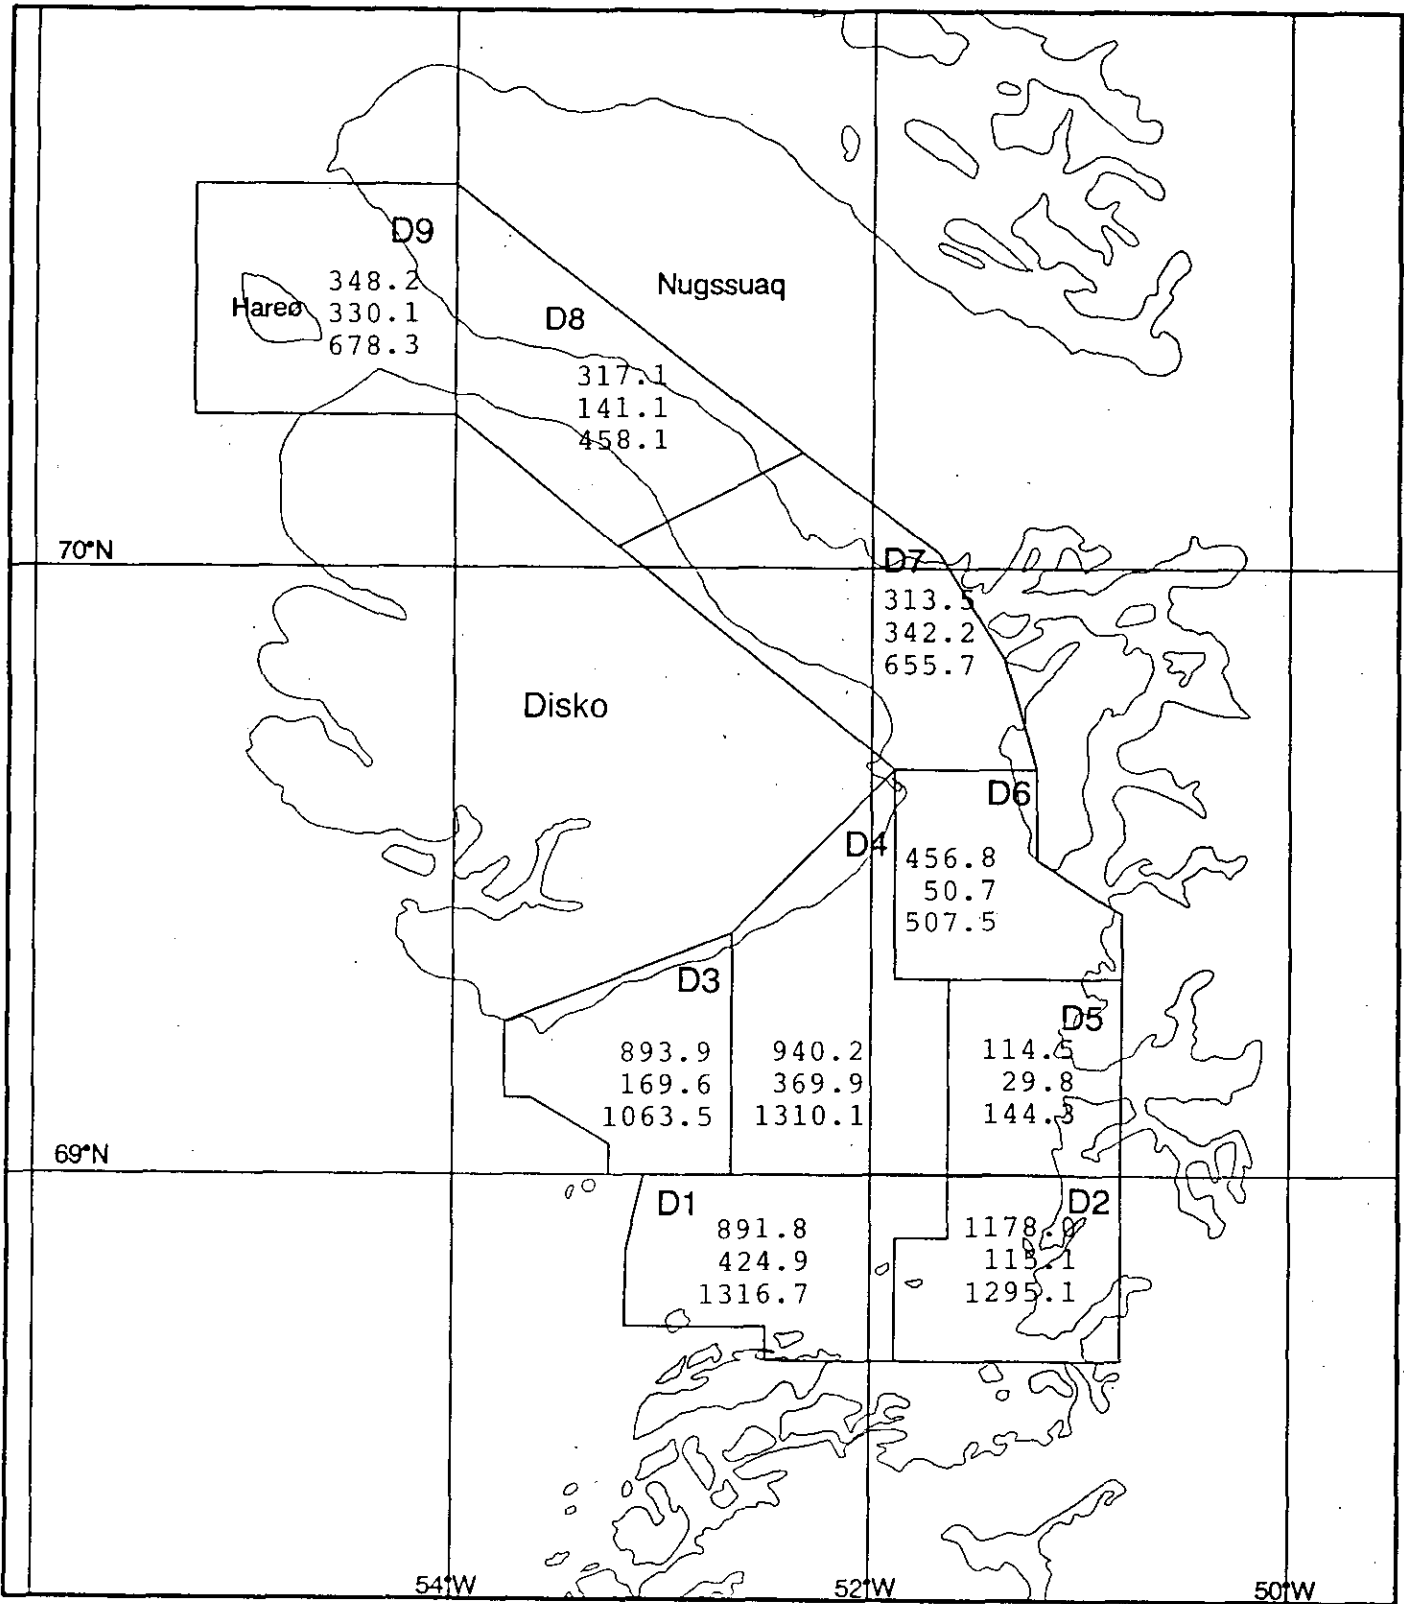 D9
348.2
Hareø 330.1
678.3
Nugssuaq
D8
317.1
141.1
458.1
70°N
D7
313.5
342.2
655.7
Disko
D6
D4
456.8
50.7
507.5
D3
D5
893.9 940.2 114.5
169.6 369.9 29.8
1063.5 1310.1 144.3
69°N
D1 D2
891.8 1178.0
424.9 115.1
1316.7 1295.1
54°W 52°W 50°W